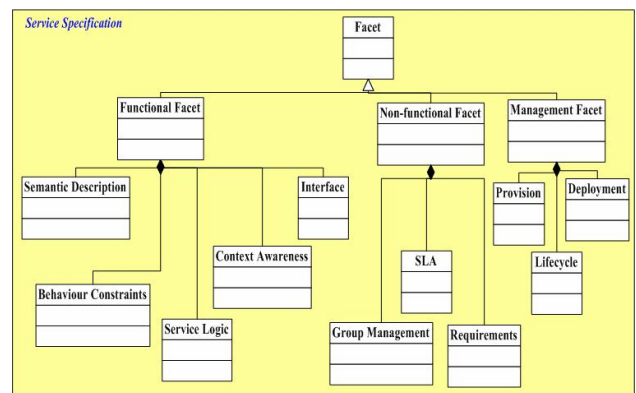 Service Specification
Facet
Functional Facet
Non-functional Facet
Management Facet
Semantic Description
Interface
Provision
Deployment
Context Awareness
SLA
Lifecycle
Behaviour Constraints
Service Logic
Group Management
Requirements